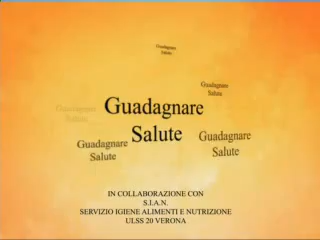 Guadagnare
Salute
Guadagnare
Salute
Guadagnare
Salute
Guadagnare
Salute
Guadagnare
Salute
Guadagnare
Salute
IN COLLABORAZIONE CON
S.I.A.N.
SERVIZIO IGIENE ALIMENTI E NUTRIZIONE
ULSS 20 VERONA